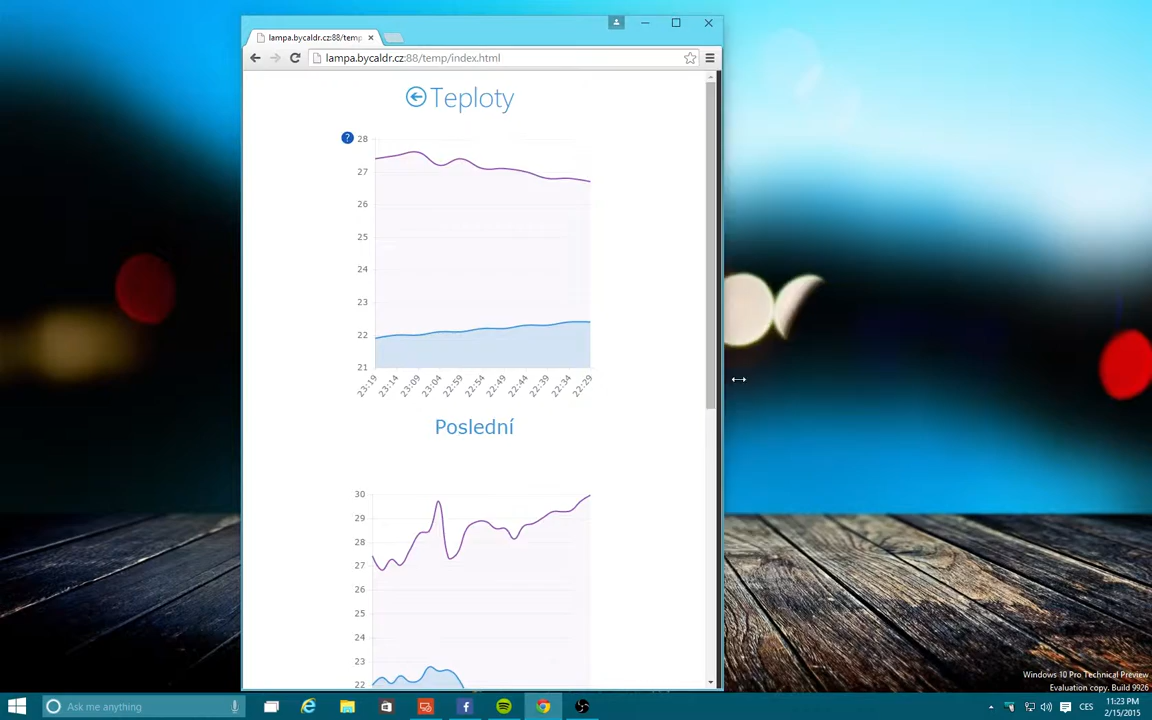 lampa.bycaldr.cz:88/temp
lampa.bycaldr.cz:88/temp/index.html
Teploty
?
28
27
26
25
24
23
22
21
23:19 23:14 23:09 23:04 22:59 22:54 22:49 22:44 22:39 22:34 22:29
Poslední
30
29
28
27
26
25
24
23
22
Windows 10 Pro Technical Preview
Evaluation copy. Build 9926
Ask me anything
CES
11:23 PM
2/15/2015